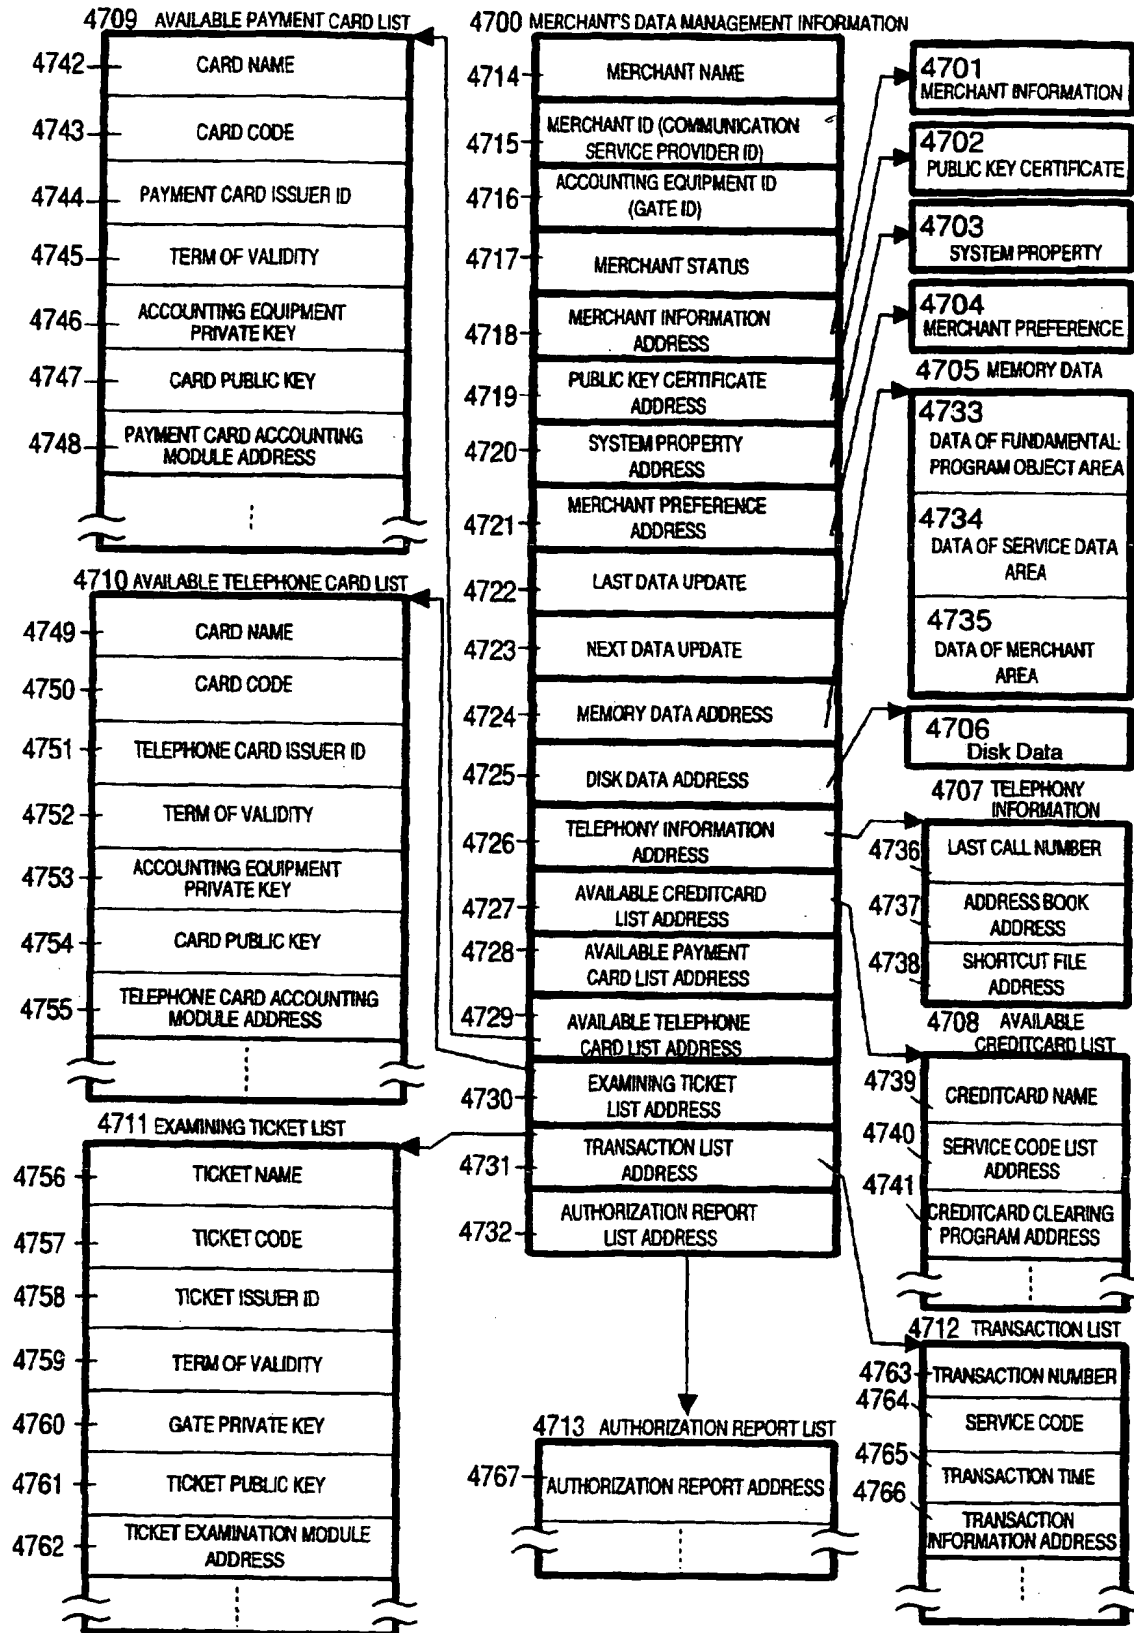 4709 AVAILABLE PAYMENT CARD LIST
4742 CARD NAME
4743 CARD CODE
4744 PAYMENT CARD ISSUER ID
4745 TERM OF VALIDITY
4746 ACCOUNTING EQUIPMENT
PRIVATE KEY
4747 CARD PUBLIC KEY
4748 PAYMENT CARD ACCOUNTING
MODULE ADDRESS
4710 AVAILABLE TELEPHONE CARD LIST
4749 CARD NAME
4750 CARD CODE
4751 TELEPHONE CARD ISSUER ID
4752 TERM OF VALIDITY
4753 ACCOUNTING EQUIPMENT
PRIVATE KEY
4754 CARD PUBLIC KEY
4755 TELEPHONE CARD ACCOUNTING
MODULE ADDRESS
4711 EXAMINING TICKET LIST
4756 TICKET NAME
4757 TICKET CODE
4758 TICKET ISSUER ID
4759 TERM OF VALIDITY
4760 GATE PRIVATE KEY
4761 TICKET PUBLIC KEY
4762 TICKET EXAMINATION MODULE
ADDRESS
4700 MERCHANT'S DATA MANAGEMENT INFORMATION
4714 MERCHANT NAME
4715 MERCHANT ID (COMMUNICATION
SERVICE PROVIDER ID)
4716 ACCOUNTING EQUIPMENT ID
(GATE ID)
4717 MERCHANT STATUS
4718 MERCHANT INFORMATION
ADDRESS
4719 PUBLIC KEY CERTIFICATE
ADDRESS
4720 SYSTEM PROPERTY
ADDRESS
4721 MERCHANT PREFERENCE
ADDRESS
4722 LAST DATA UPDATE
4723 NEXT DATA UPDATE
4724 MEMORY DATA ADDRESS
4725 DISK DATA ADDRESS
4726 TELEPHONY INFORMATION
ADDRESS
4727 AVAILABLE CREDITCARD
LIST ADDRESS
4728 AVAILABLE PAYMENT
CARD LIST ADDRESS
4729 AVAILABLE TELEPHONE
CARD LIST ADDRESS
4730 EXAMINING TICKET
LIST ADDRESS
4731 TRANSACTION LIST
ADDRESS
4732 AUTHORIZATION REPORT
LIST ADDRESS
4713 AUTHORIZATION REPORT LIST
4767 AUTHORIZATION REPORT ADDRESS
4701
MERCHANT INFORMATION
4702
PUBLIC KEY CERTIFICATE
4703
SYSTEM PROPERTY
4704
MERCHANT PREFERENCE
4705 MEMORY DATA
4733
DATA OF FUNDAMENTAL
PROGRAM OBJECT AREA
4734
DATA OF SERVICE DATA
AREA
4735
DATA OF MERCHANT
AREA
4706
Disk Data
4707 TELEPHONY
INFORMATION
4736 LAST CALL NUMBER
4737 ADDRESS BOOK
ADDRESS
4738 SHORTCUT FILE
ADDRESS
4708 AVAILABLE
CREDITCARD LIST
4739 CREDITCARD NAME
4740 SERVICE CODE LIST
ADDRESS
4741 CREDITCARD CLEARING
PROGRAM ADDRESS
4712 TRANSACTION LIST
4763 TRANSACTION NUMBER
4764 SERVICE CODE
4765 TRANSACTION TIME
4766 TRANSACTION
INFORMATION ADDRESS